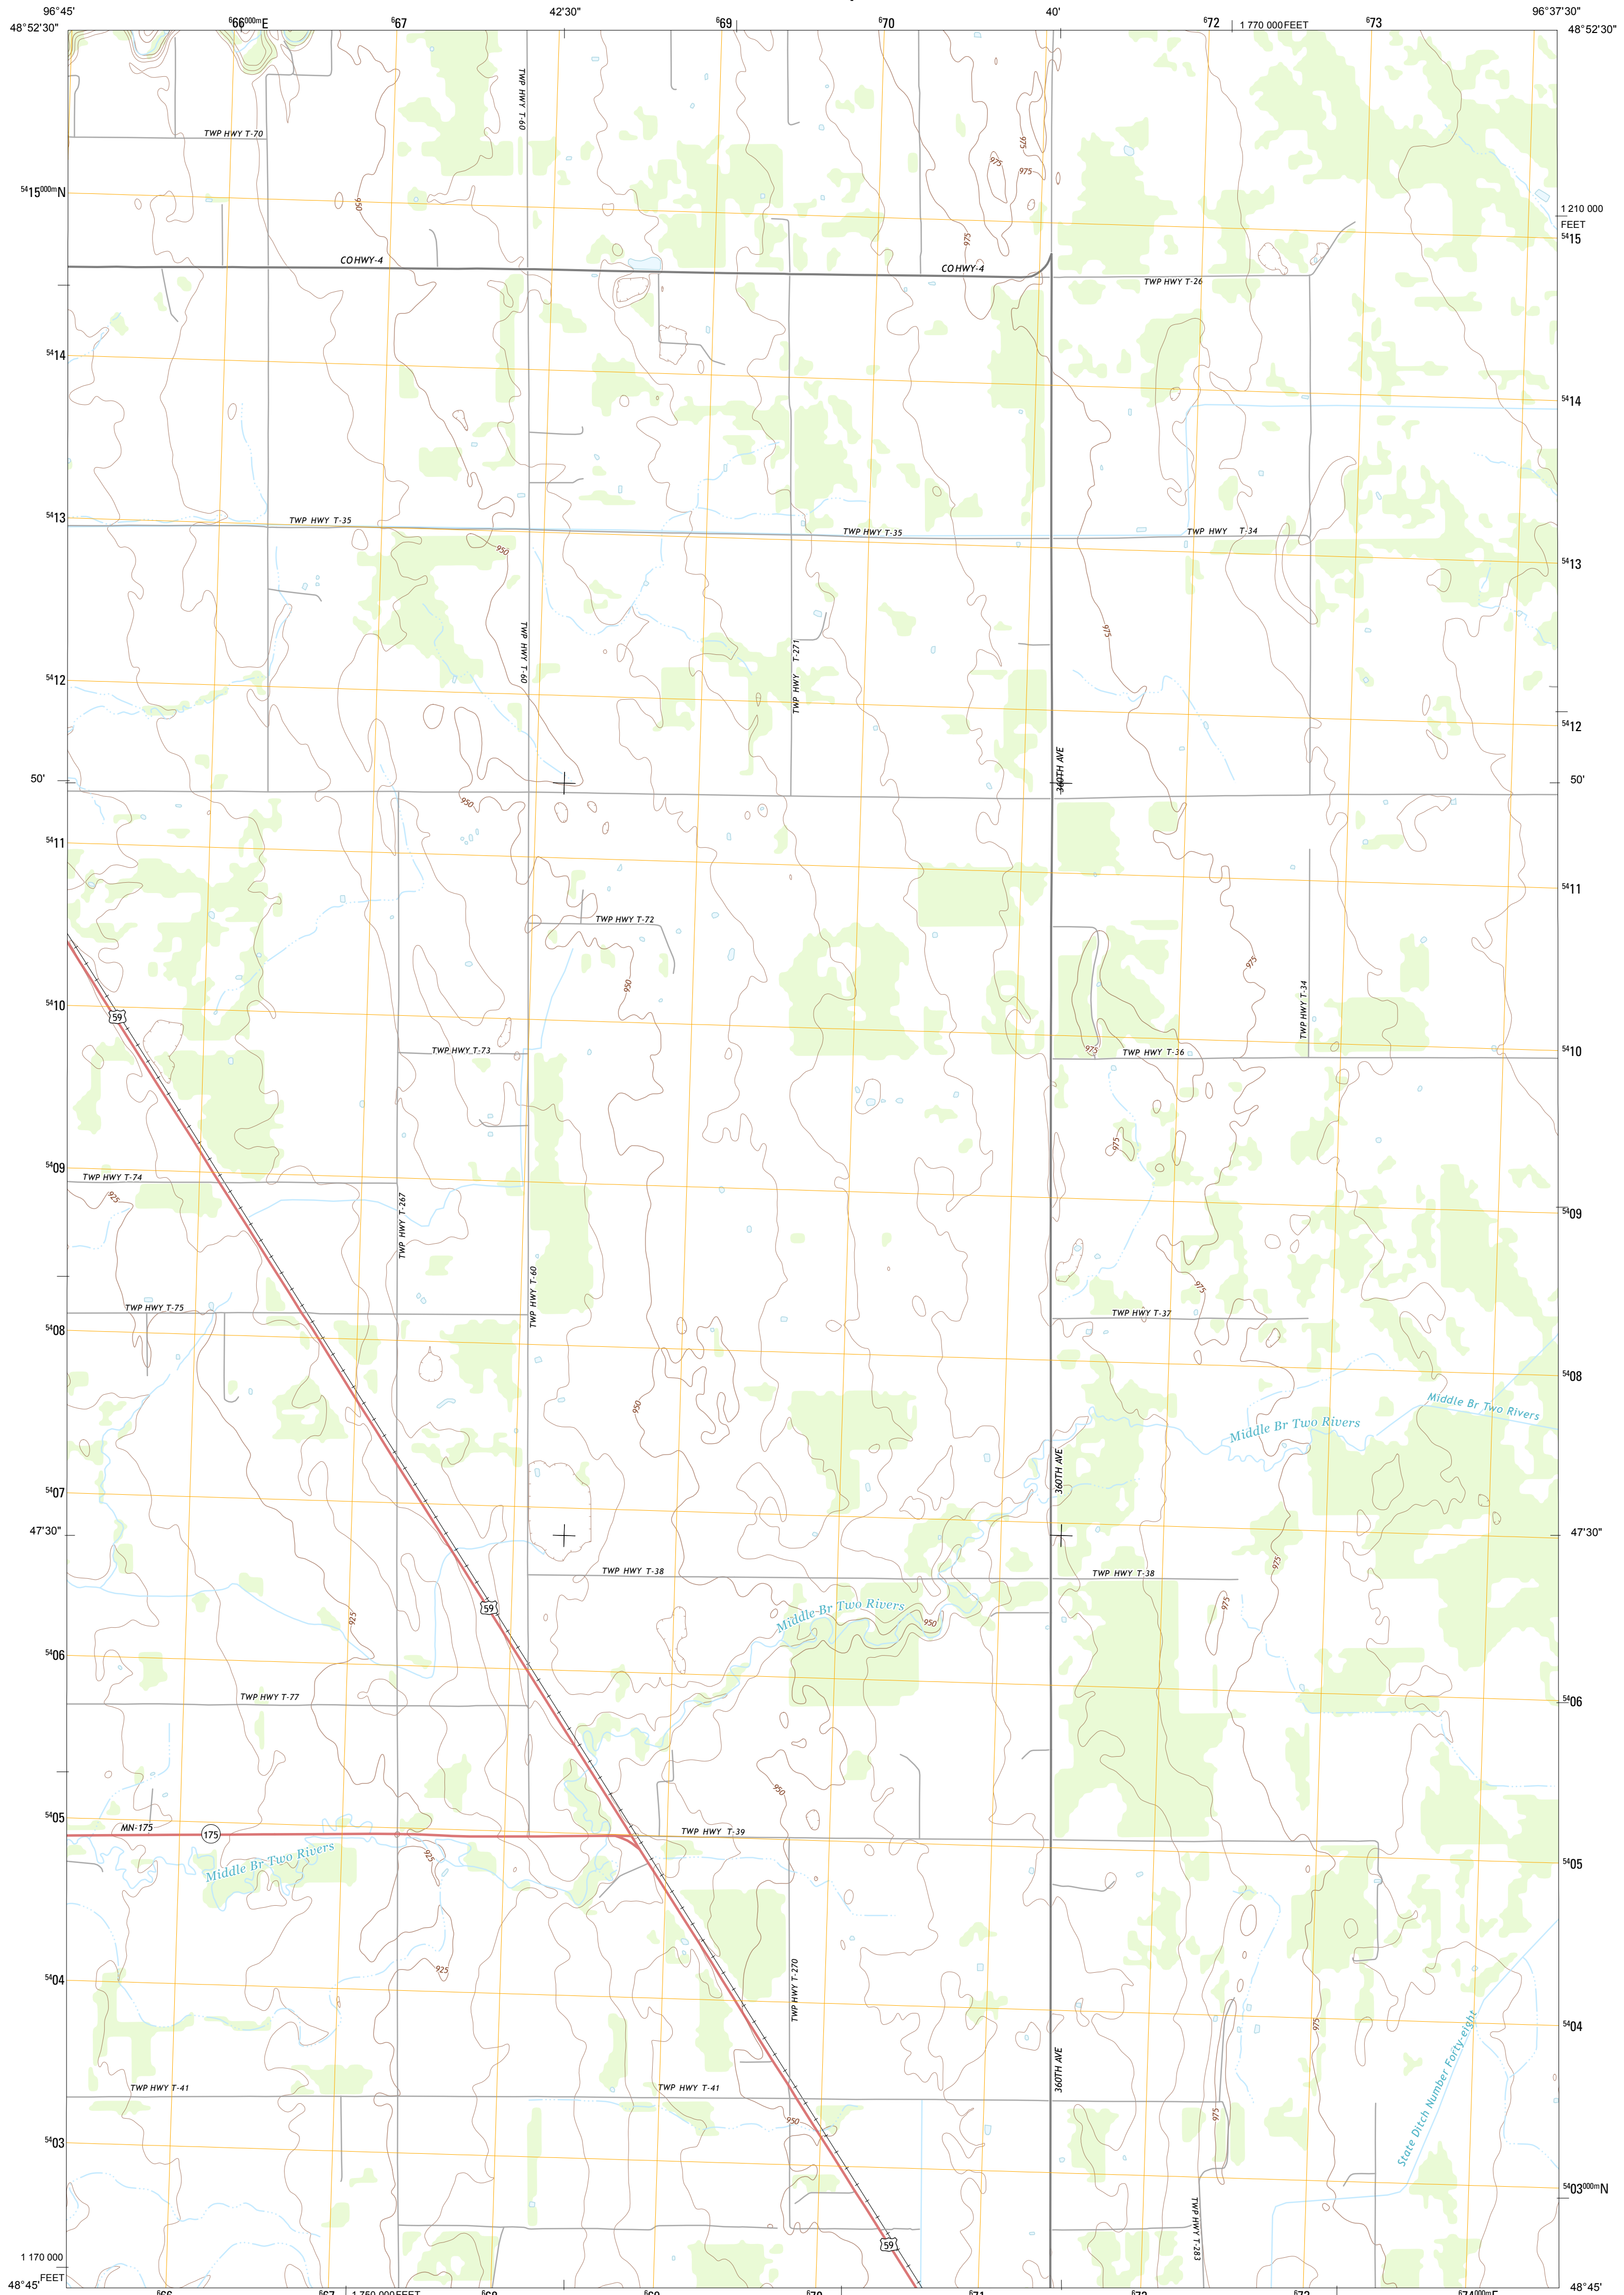 96°45' 666000mE 667 42'30" 669 670 40' 672 1 770 000 FEET 673 96°37'30"
48°52'30" 48°52'30"
TWP HWY T-60
TWP HWY T-70
975
975 975
5415000mN 950
1 210 000
FEET
975 5415
CO HWY-4 CO HWY-4
TWP HWY T-26
5414
5414
5413 TWP HWY T-35 TWP HWY T-35 TWP HWY T-34
950
5413
TWP HWY T-60 975
TWP HWY T-271
5412
5412
50' 360TH AVE 50'
950
5411
5411
TWP HWY T-72
975
950
5410 59 TWP HWY T-34
TWP HWY T-73 975 TWP HWY T-36 5410
975
5409
TWP HWY T-74
925 TWP HWY T-267 5409
975
TWP HWY T-60
TWP HWY T-75 TWP HWY T-37
5408
5408
950 Middle Br Two Rivers
Middle Br Two Rivers
360TH AVE
5407
47'30" 47'30"
975
TWP HWY T-38 TWP HWY T-38
59 Middle Br Two Rivers 975
925 950
5406
TWP HWY T-77 5406
950
5405
MN-175 175 TWP HWY T-39
Middle Br Two Rivers 925 5405
925
5404 TWP HWY T-270
975 5404
360TH AVE State Ditch Number Forty-eight
TWP HWY T-41 TWP HWY T-41
950 975
5403
5403000mN
TWP HWY T-283
59
1 170 000
FEET
48°45' 666 667 1 750 000 FEET 668 669 670 671 672 673 674000mE 48°45'